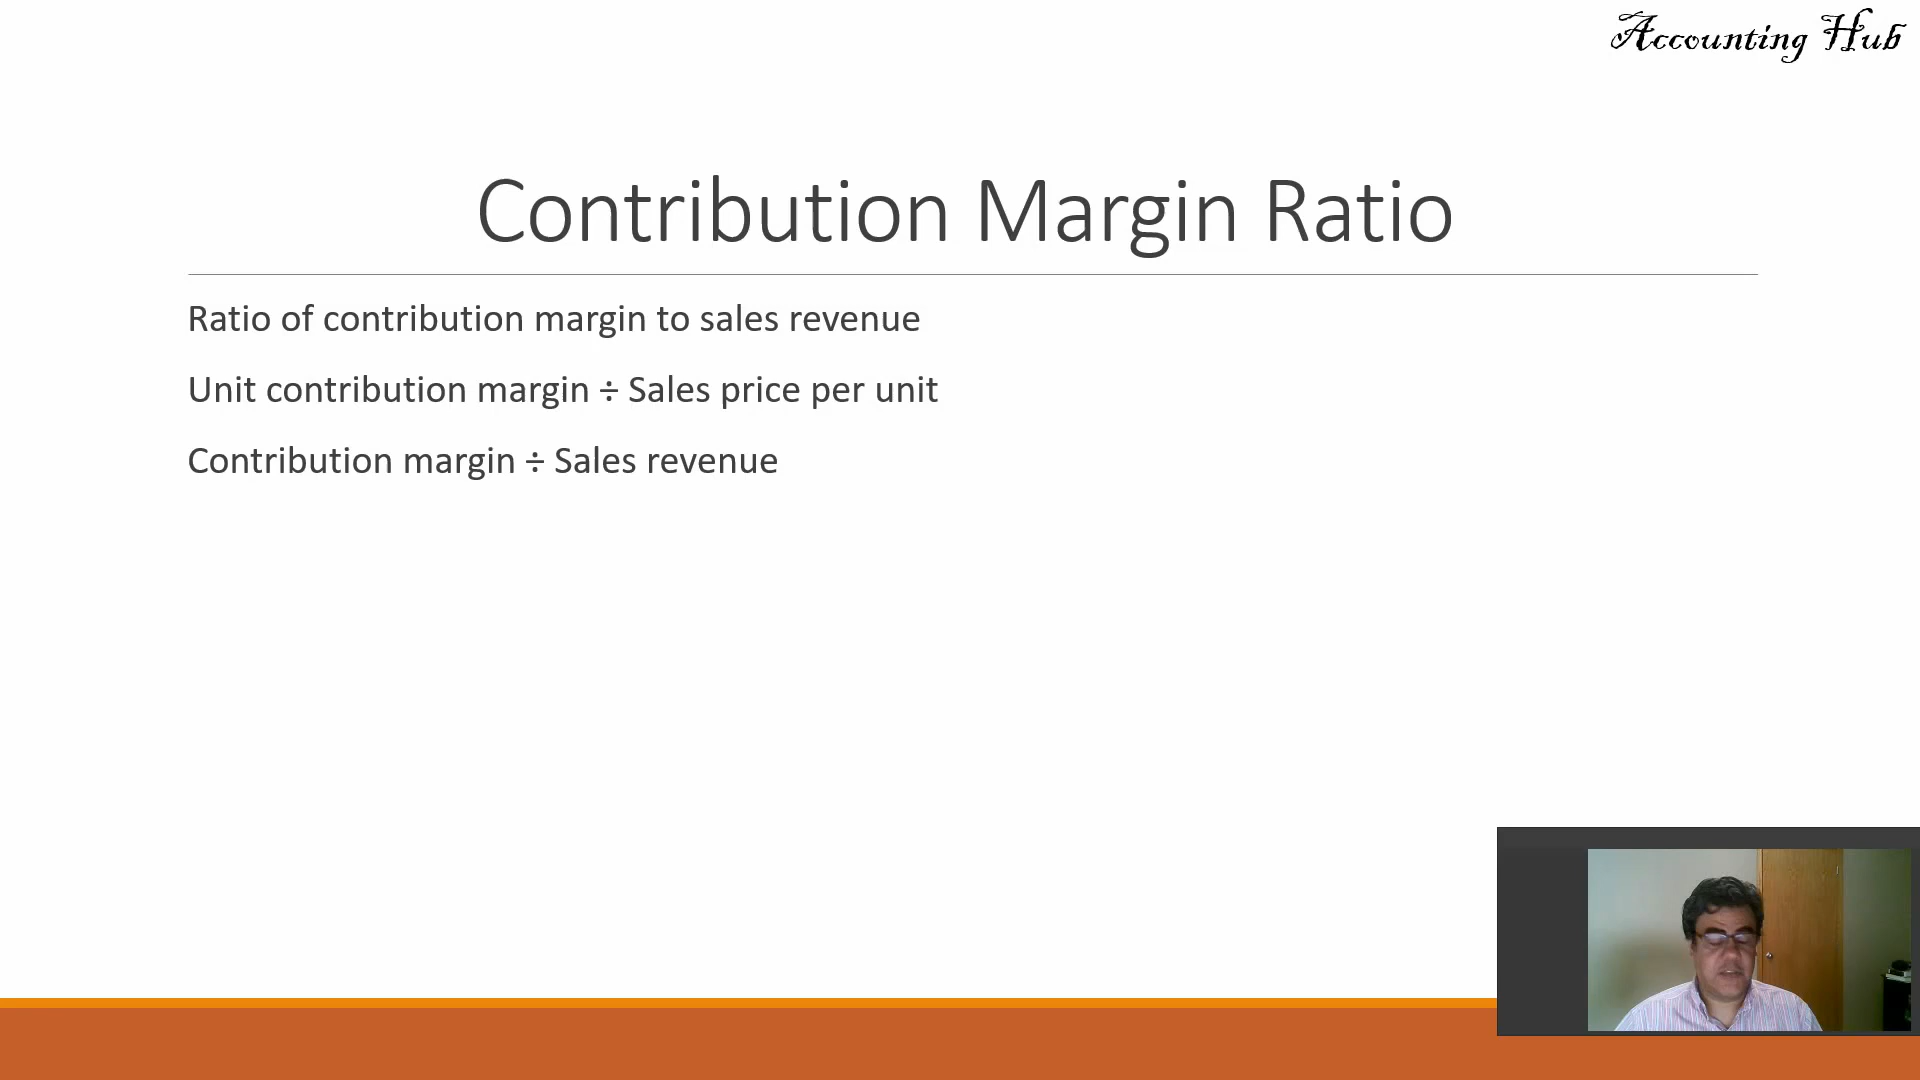 Accounting Hub
Contribution Margin Ratio
Ratio of contribution margin to sales revenue
Unit contribution margin ÷ Sales price per unit
Contribution margin ÷ Sales revenue